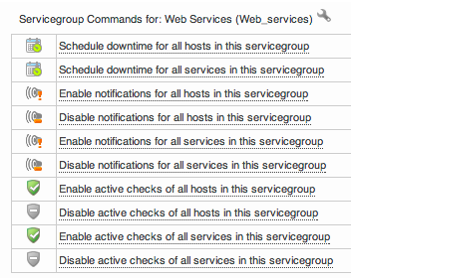 Servicegroup Commands for: Web Services (Web_services)
Schedule downtime for all hosts in this servicegroup
Schedule downtime for all services in this servicegroup
Enable notifications for all hosts in this servicegroup
Disable notifications for all hosts in this servicegroup
Enable notifications for all services in this servicegroup
Disable notifications for all services in this servicegroup
Enable active checks of all hosts in this servicegroup
Disable active checks of all hosts in this servicegroup
Enable active checks of all services in this servicegroup
Disable active checks of all services in this servicegroup